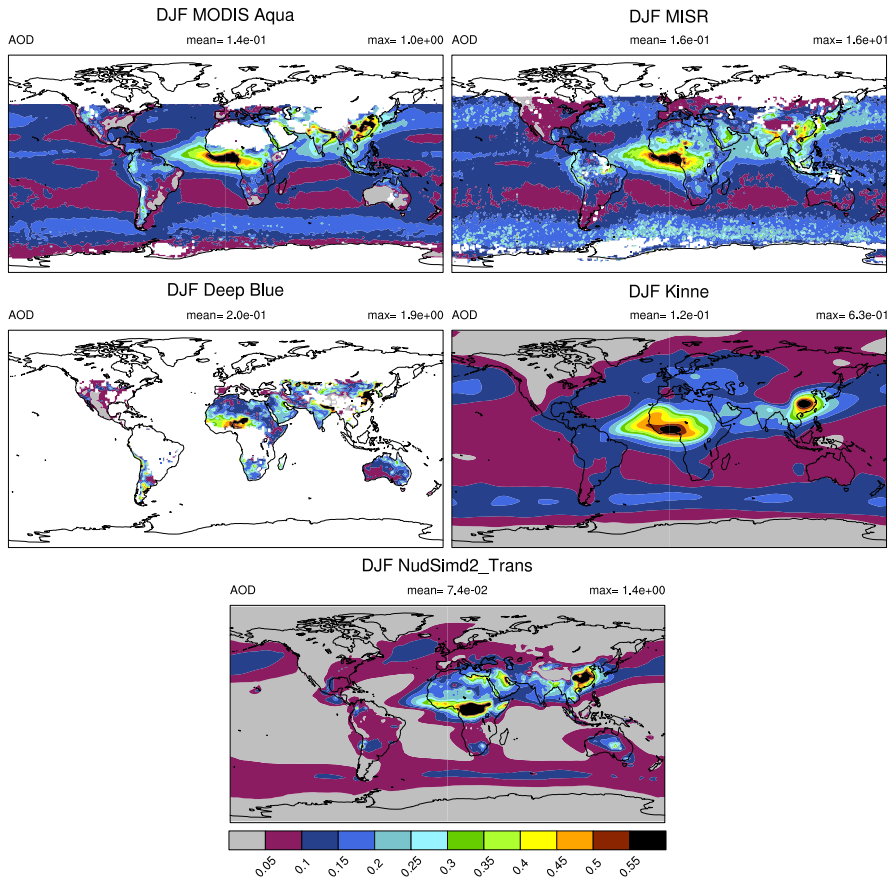 DJF MODIS Aqua
AOD mean= 1.4e-01 max= 1.0e+00
DJF MISR
AOD mean= 1.6e-01 max= 1.6e+01
DJF Deep Blue
AOD mean= 2.0e-01 max= 1.9e+00
DJF Kinne
AOD mean= 1.2e-01 max= 6.3e-01
DJF NudSimd2_Trans
AOD mean= 7.4e-02 max= 1.4e+00
0.05 0.1 0.15 0.2 0.25 0.3 0.35 0.4 0.45 0.5 0.55